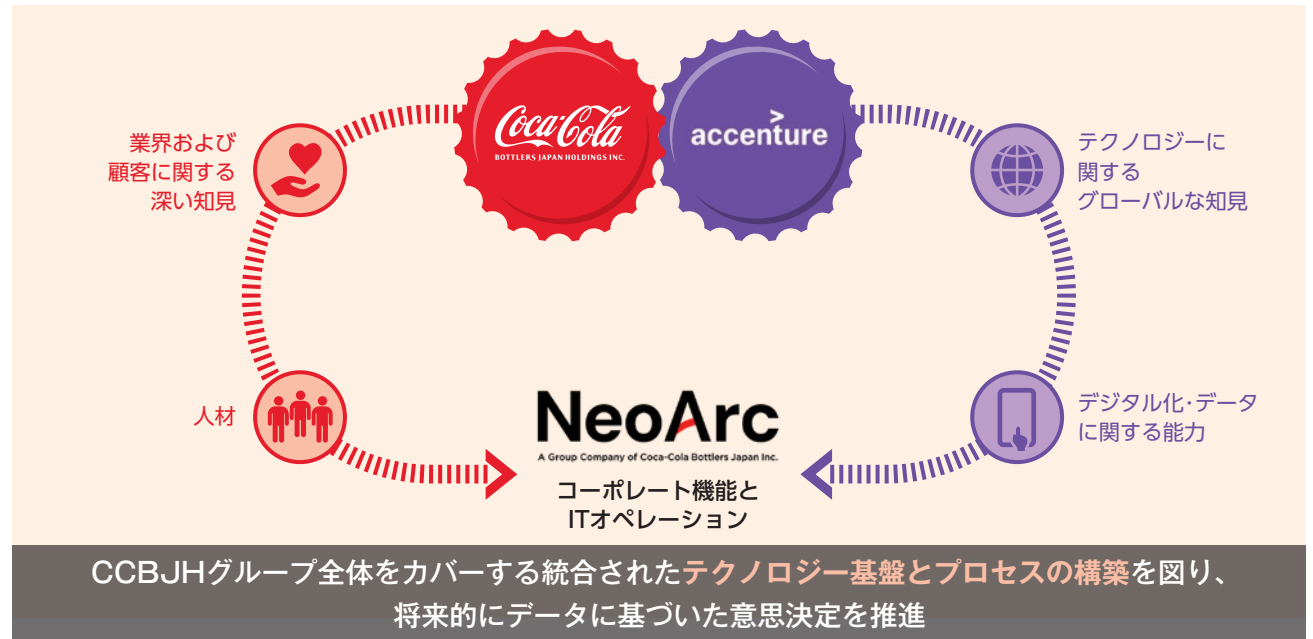 Coca-Cola
BOTTLERS JAPAN HOLDINGS INC.
>
accenture
業界および
顧客に関する
深い知見
テクノロジーに
関する
グローバルな知見
人材
デジタル化･データ
に関する能力
NeoArc
A Group Company of Coca-Cola Bottlers Japan Inc.
コーポレート機能と
ITオペレーション
CCBJHグループ全体をカバーする統合されたテクノロジー基盤とプロセスの構築を図り、
将来的にデータに基づいた意思決定を推進